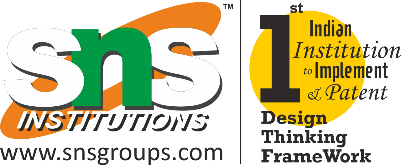 sns
TM
INSTITUTIONS
www.snsgroups.com
1st
Indian
Institution
to Implement
& Patent
Design
Thinking
FrameWork